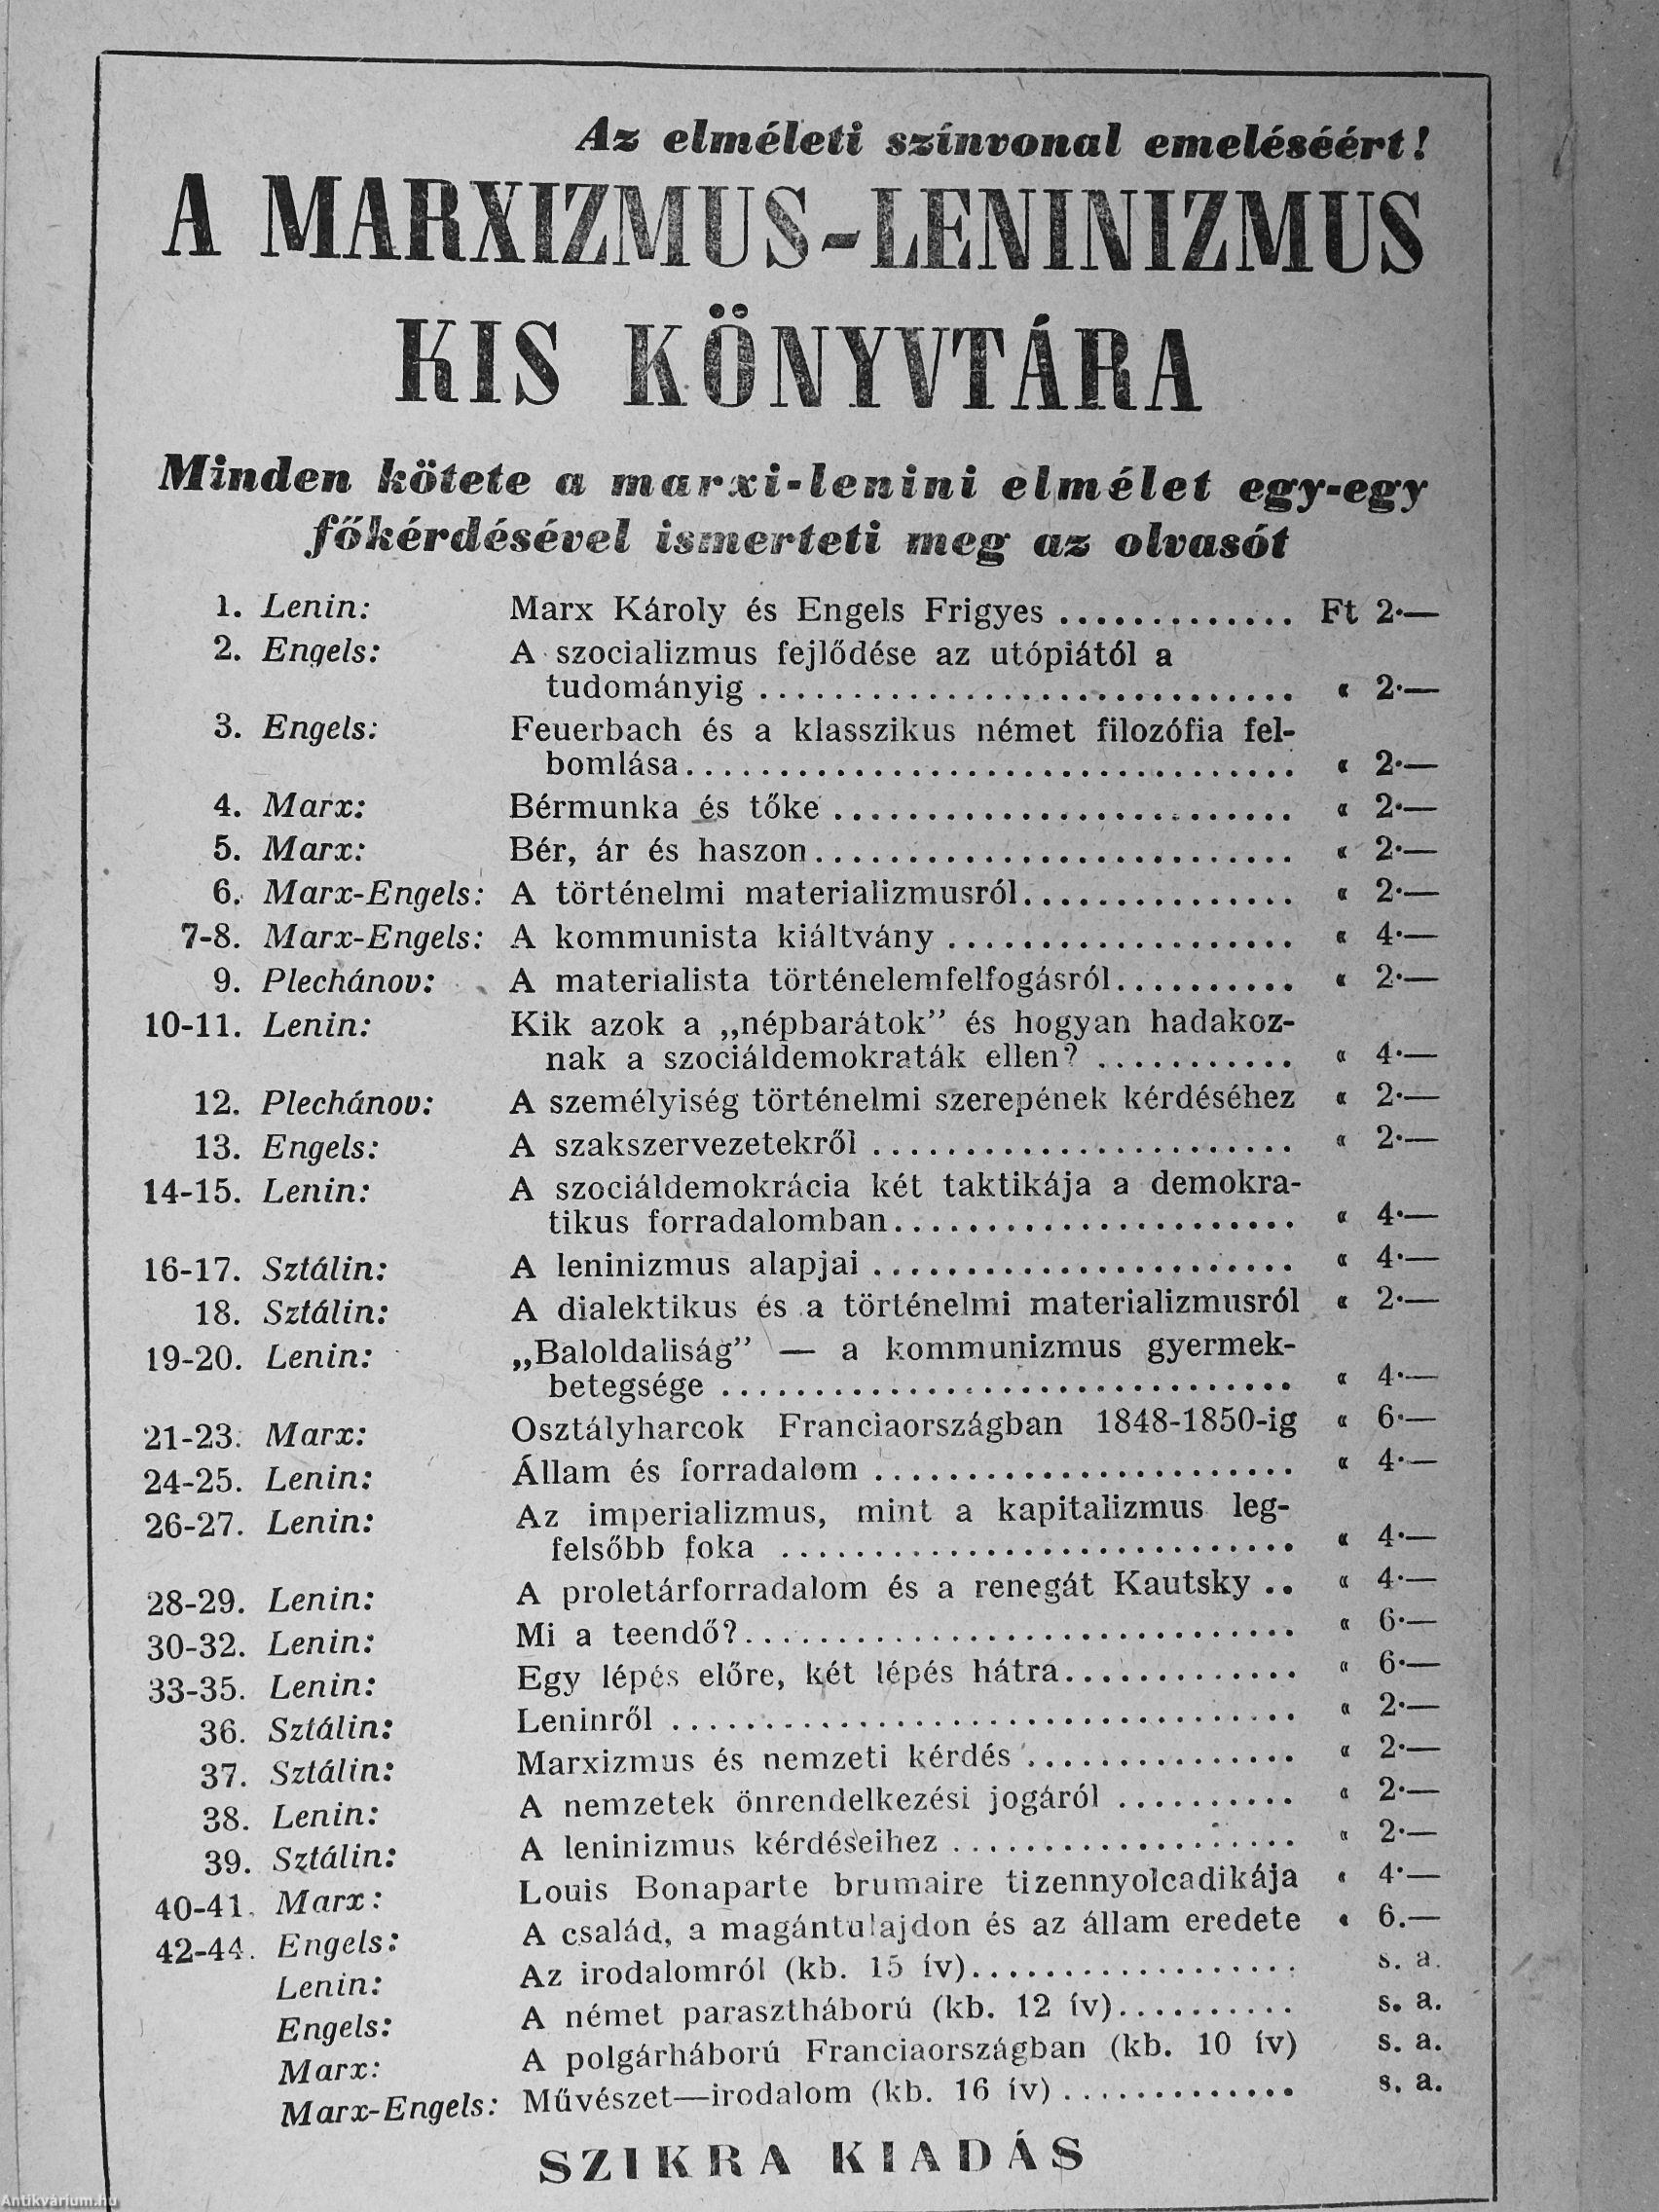 Az elméleti színvonal emeléséért!
A MARXIZMUS-LENINIZMUS
KIS KÖNYVTÁRA
Minden kötete a marxi-lenini elmélet egy-egy
főkérdésével ismerteti meg az olvasót
1. Lenin: Marx Károly és Engels Frigyes ............. Ft 2·—
2. Engels: A szocializmus fejlődése az utópiától a
tudományig .............................. « 2·—
3. Engels: Feuerbach és a klasszikus német filozófia fel-
bomlása................................. « 2·—
4. Marx: Bérmunka és tőke ......................... « 2·—
5. Marx: Bér, ár és haszon.......................... « 2·—
6. Marx-Engels: A történelmi materializmusról............... « 2·—
7-8. Marx-Engels: A kommunista kiáltvány ................... « 4·—
9. Plechánov: A materialista történelemfelfogásról.......... « 2·—
10-11. Lenin: Kik azok a „népbarátok” és hogyan hadakoz-
nak a szociáldemokraták ellen? ........... « 4·—
12. Plechánov: A személyiség történelmi szerepének kérdéséhez « 2·—
13. Engels: A szakszervezetekről ....................... « 2·—
14-15. Lenin: A szociáldemokrácia két taktikája a demokra-
tikus forradalomban...................... « 4·—
16-17. Sztálin: A leninizmus alapjai ....................... « 4·—
18. Sztálin: A dialektikus és a történelmi materializmusról « 2·—
19-20. Lenin: „Baloldaliság” — a kommunizmus gyermek-
betegsége ............................... « 4·—
21-23. Marx: Osztályharcok Franciaországban 1848-1850-ig « 6·—
24-25. Lenin: Állam és forradalom ....................... « 4·—
26-27. Lenin: Az imperializmus, mint a kapitalizmus leg-
felsőbb foka ............................ « 4·—
28-29. Lenin: A proletárforradalom és a renegát Kautsky .. « 4·—
30-32. Lenin: Mi a teendő?.............................. « 6·—
33-35. Lenin: Egy lépés előre, két lépés hátra............. « 6·—
36. Sztálin: Leninről .................................. « 2·—
37. Sztálin: Marxizmus és nemzeti kérdés ............... « 2·—
38. Lenin: A nemzetek önrendelkezési jogáról .......... « 2·—
39. Sztálin: A leninizmus kérdéseihez ................... « 2·—
40-41. Marx: Louis Bonaparte brumaire tizennyolcadikája « 4·—
42-44. Engels: A család, a magántulajdon és az állam eredete « 6.—
Lenin: Az irodalomról (kb. 15 ív).................. s. a.
Engels: A német parasztháború (kb. 12 ív).......... s. a.
Marx: A polgárháború Franciaországban (kb. 10 ív) s. a.
Marx-Engels: Művészet—irodalom (kb. 16 ív) ............. s. a.
SZIKRA KIADÁS
Antikvárium.hu